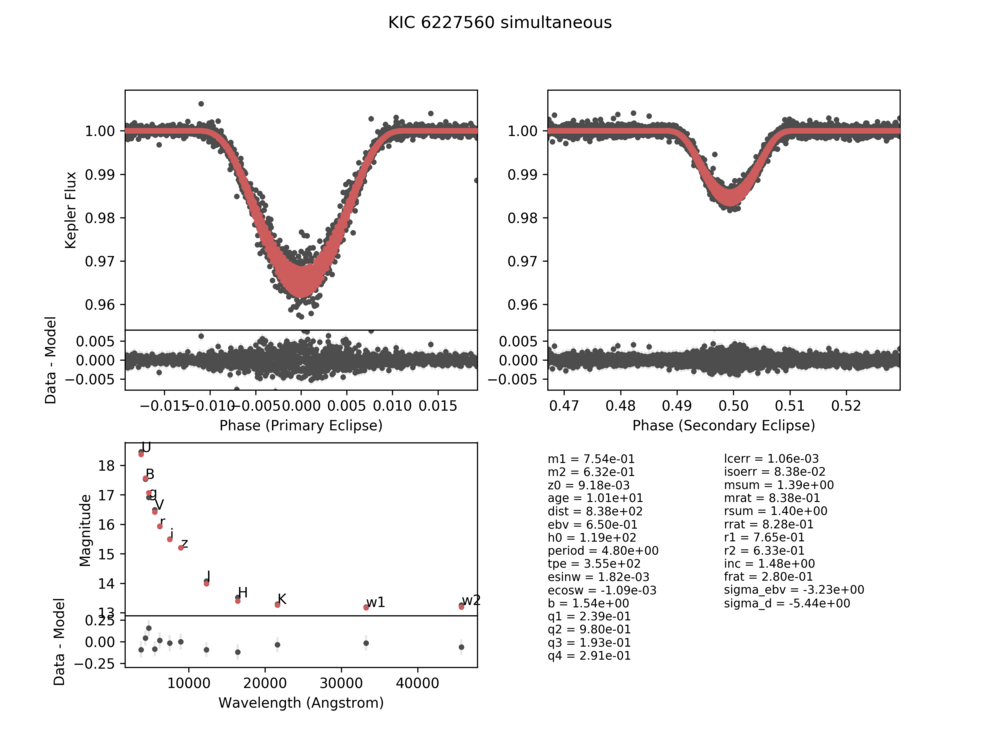 KIC 6227560 simultaneous
1.00
0.99
0.98
0.97
0.96
Kepler Flux
0.005
0.000
−0.005
Data - Model
−0.015
−0.010
−0.005
0.000
0.005
0.010
0.015
Phase (Primary Eclipse)
1.00
0.99
0.98
0.97
0.96
0.005
0.000
−0.005
0.47
0.48
0.49
0.50
0.51
0.52
Phase (Secondary Eclipse)
18
17
16
15
14
13
Magnitude
U
B
g
V
r
i
z
J
H
K
w1
w2
0.25
0.00
−0.25
Data - Model
10000
20000
30000
40000
Wavelength (Angstrom)
m1 = 7.54e-01
m2 = 6.32e-01
z0 = 9.18e-03
age = 1.01e+01
dist = 8.38e+02
ebv = 6.50e-01
h0 = 1.19e+02
period = 4.80e+00
tpe = 3.55e+02
esinw = 1.82e-03
ecosw = -1.09e-03
b = 1.54e+00
q1 = 2.39e-01
q2 = 9.80e-01
q3 = 1.93e-01
q4 = 2.91e-01
lcerr = 1.06e-03
isoerr = 8.38e-02
msum = 1.39e+00
mrat = 8.38e-01
rsum = 1.40e+00
rrat = 8.28e-01
r1 = 7.65e-01
r2 = 6.33e-01
inc = 1.48e+00
frat = 2.80e-01
sigma_ebv = -3.23e+00
sigma_d = -5.44e+00